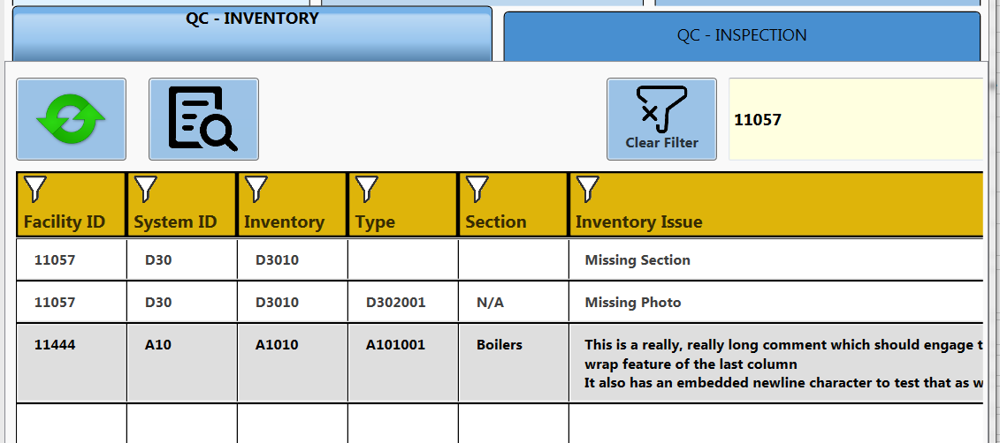 QC - INVENTORY
QC - INSPECTION
Clear Filter
11057
Facility ID System ID Inventory Type Section Inventory Issue
11057 D30 D3010 Missing Section
11057 D30 D3010 D302001 N/A Missing Photo
11444 A10 A1010 A101001 Boilers This is a really, really long comment which should engage t
wrap feature of the last column
It also has an embedded newline character to test that as w